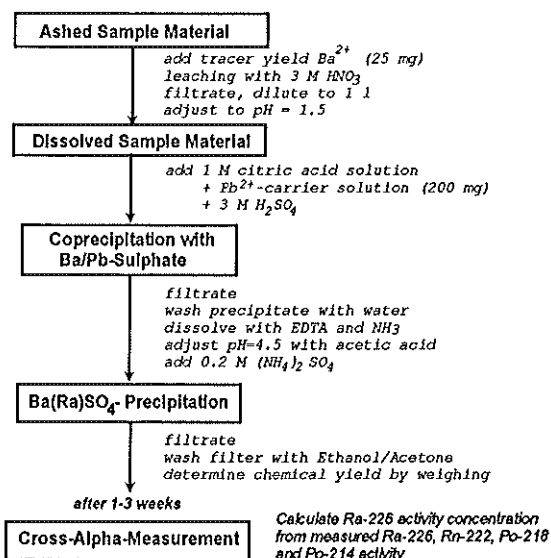 Ashed Sample Material
add tracer yield Ba2+ (25 mg)
leaching with 3 M HNO3
filtrate, dilute to 1 l
adjust to pH = 1.5
Dissolved Sample Material
add 1 M citric acid solution
+ Pb2+-carrier solution (200 mg)
+ 3 M H2SO4
Coprecipitation with
Ba/Pb-Sulphate
filtrate
wash precipitate with water
dissolve with EDTA and NH3
adjust pH=4.5 with acetic acid
add 0.2 M (NH4)2 SO4
Ba(Ra)SO4- Precipitation
filtrate
wash filter with Ethanol/Acetone
determine chemical yield by weighing
after 1-3 weeks
Cross-Alpha-Measurement
Calculate Ra-226 activity concentration
from measured Ra-226, Rn-222, Po-218
and Po-214 activity